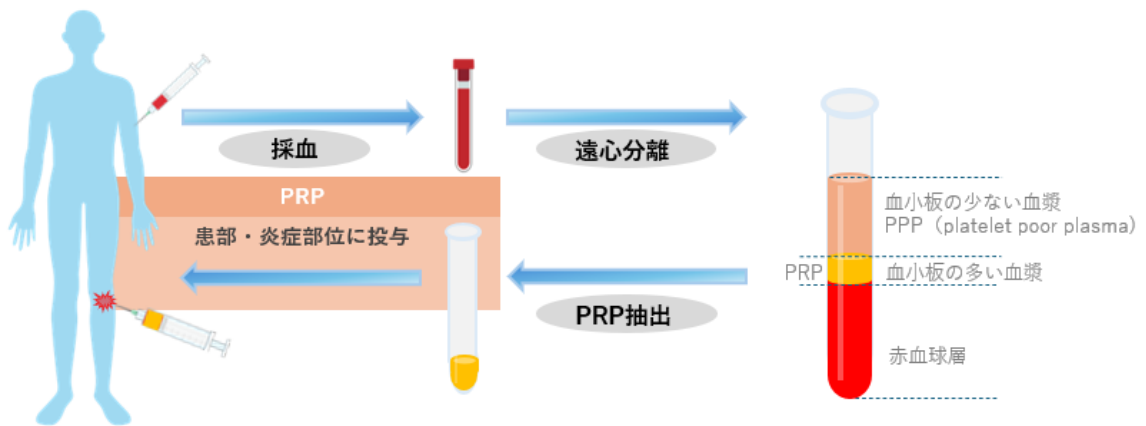 採血
遠心分離
PRP
患部・炎症部位に投与
PRP抽出
血小板の少ない血漿
PPP（platelet poor plasma）
PRP
血小板の多い血漿
赤血球層